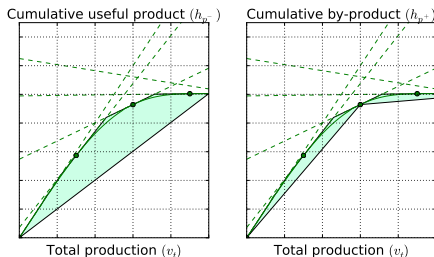 Cumulative useful product (h_{p^-})
Cumulative by-product (h_{p^+})
Total production (v_t)
Total production (v_t)